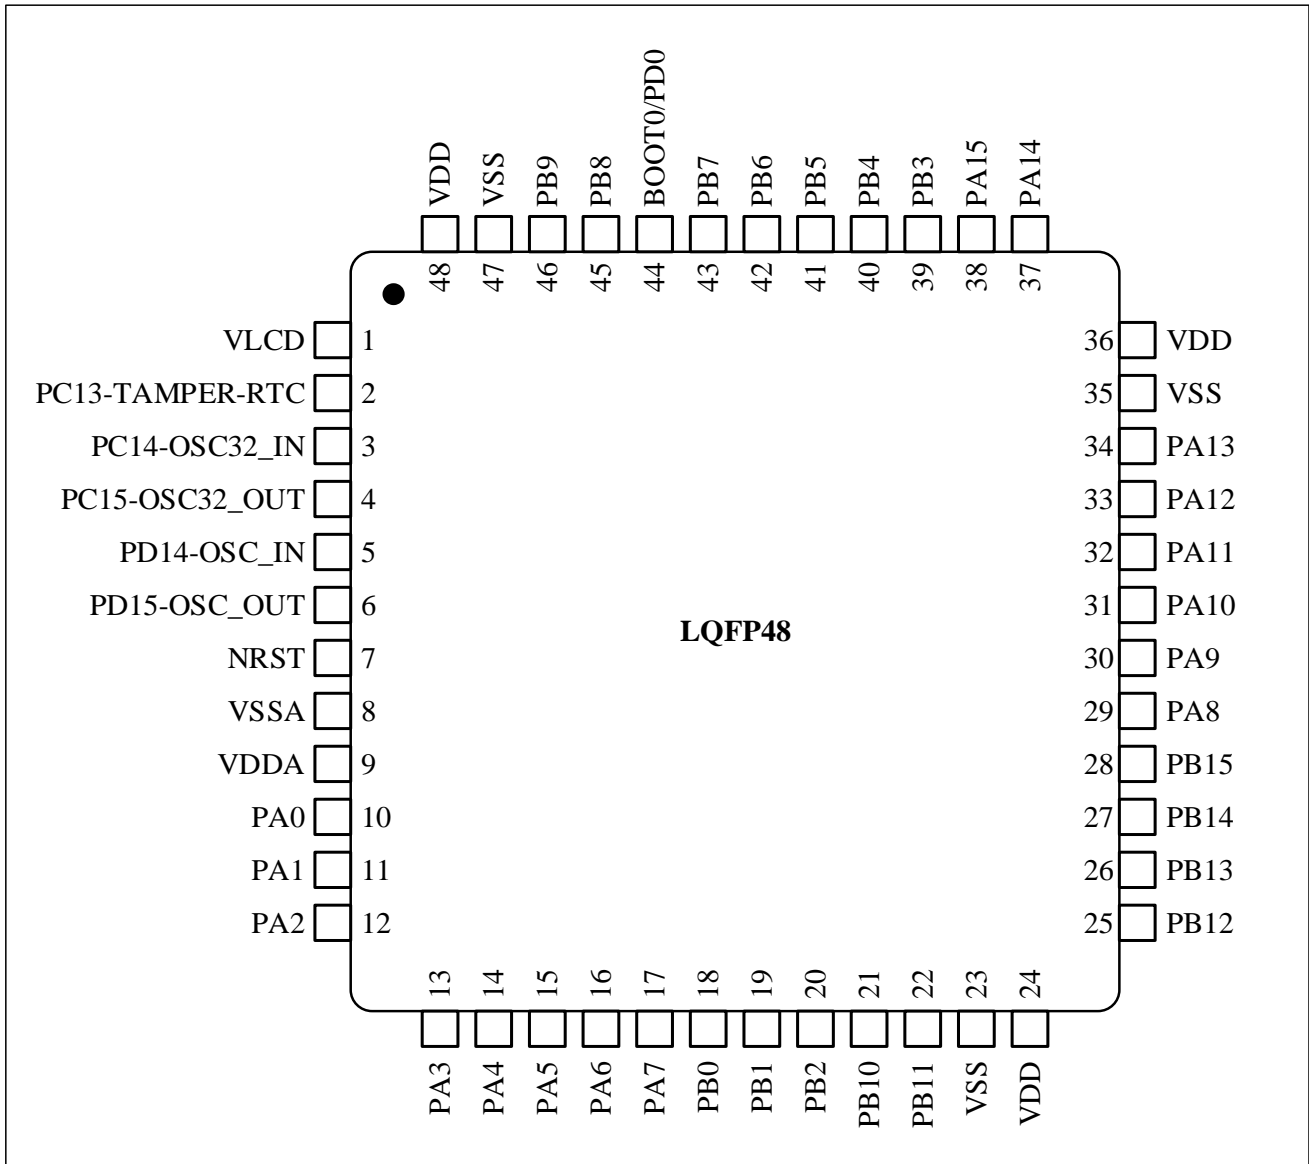 VDD
VSS
PB9
PB8
BOOT0/PD0
PB7
PB6
PB5
PB4
PB3
PA15
PA14
48
47
46
45
44
43
42
41
40
39
38
37
VLCD 1
PC13-TAMPER-RTC 2
PC14-OSC32_IN 3
PC15-OSC32_OUT 4
PD14-OSC_IN 5
PD15-OSC_OUT 6
NRST 7
VSSA 8
VDDA 9
PA0 10
PA1 11
PA2 12
LQFP48
36 VDD
35 VSS
34 PA13
33 PA12
32 PA11
31 PA10
30 PA9
29 PA8
28 PB15
27 PB14
26 PB13
25 PB12
13
14
15
16
17
18
19
20
21
22
23
24
PA3
PA4
PA5
PA6
PA7
PB0
PB1
PB2
PB10
PB11
VSS
VDD